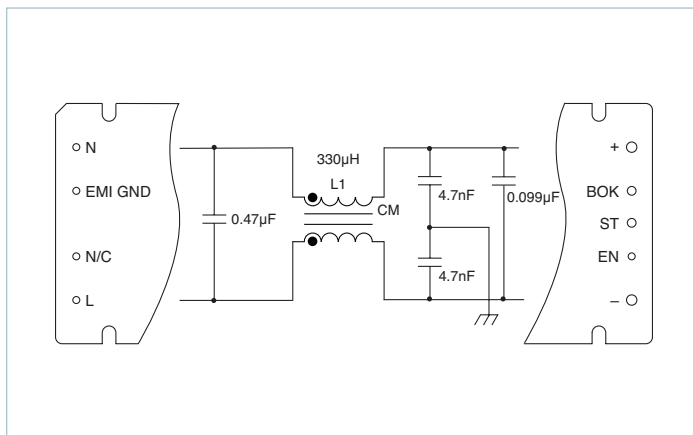 N
EMI GND
N/C
L
0.47µF
330µH
L1
CM
4.7nF
4.7nF
0.099µF
+
BOK
ST
EN
–